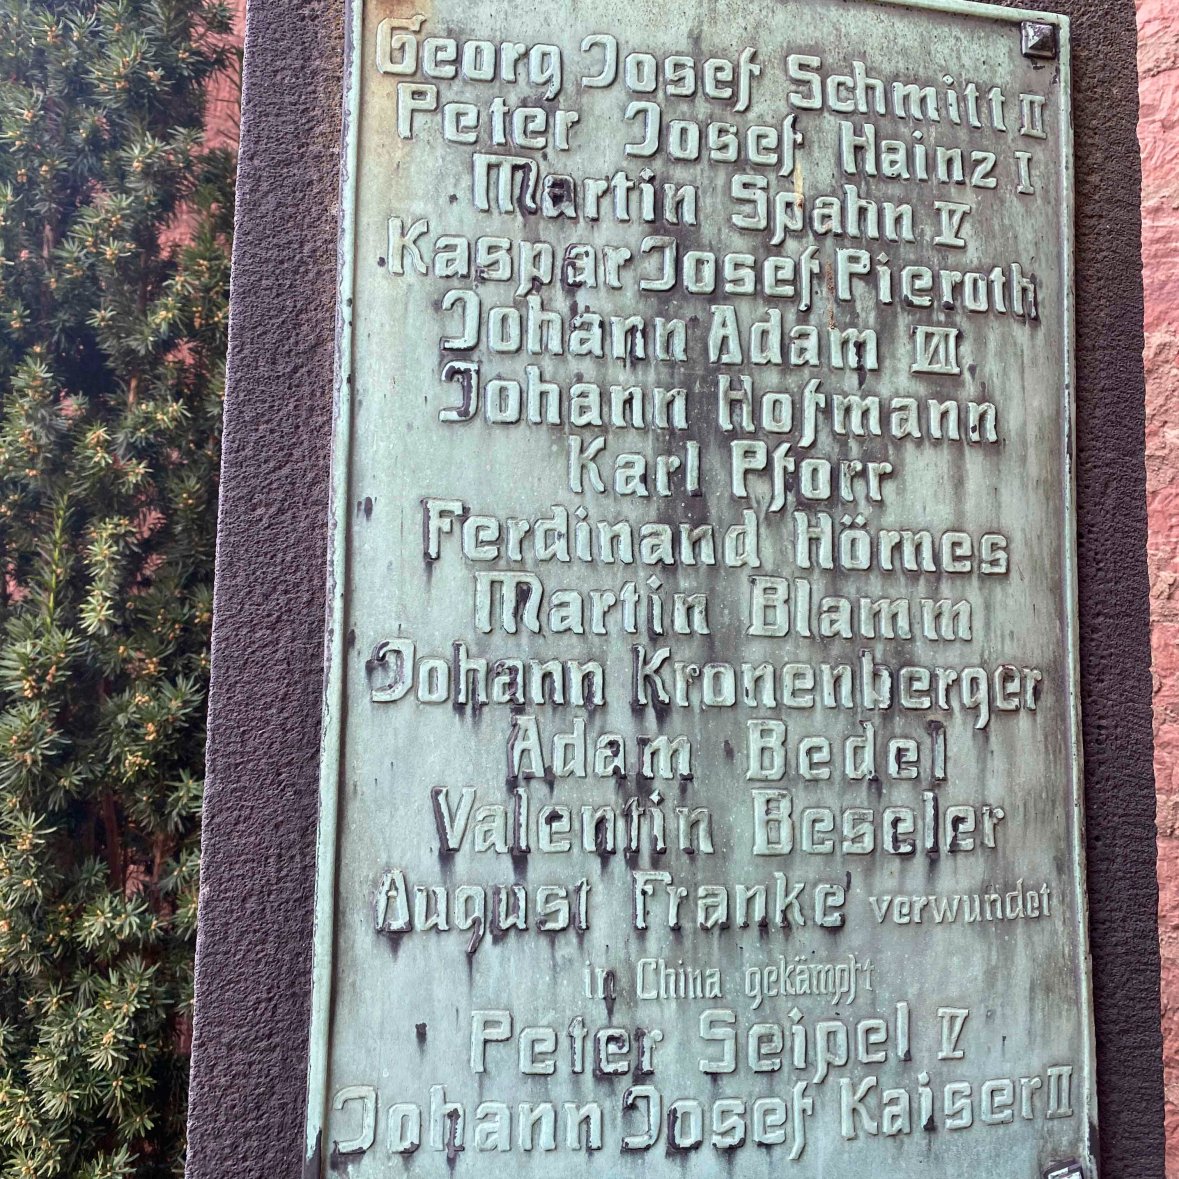 Georg Josef Schmitt II
Peter Josef Hainz I
Martin Spahn V
Kaspar Josef Pieroth
Johann Adam VII
Johann Hofmann
Karl Pforr
Ferdinand Hörnes
Martin Blamm
Johann Kronenberger
Adam Bedel
Valentin Beseler
August Franke verwundet
in China gekämpft
Peter Seipel V
Johann Josef Kaiser II